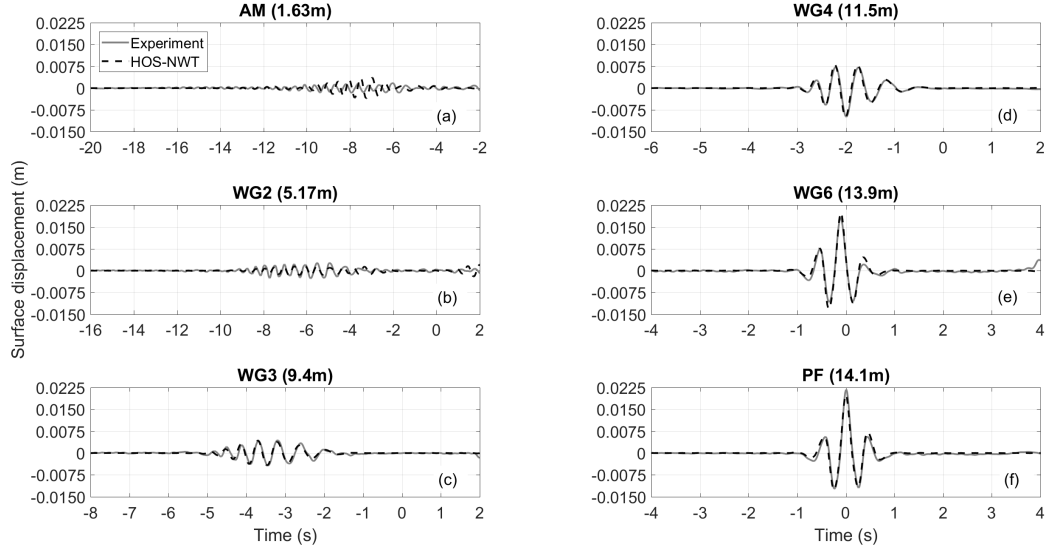 AM (1.63m)
0.0225
0.0150
0.0075
0
-0.0075
-0.0150
Experiment
HOS-NWT
(a)
-20 -18 -16 -14 -12 -10 -8 -6 -4 -2
WG2 (5.17m)
0.0225
0.0150
0.0075
0
-0.0075
-0.0150
(b)
-16 -14 -12 -10 -8 -6 -4 -2 0 2
WG3 (9.4m)
0.0225
0.0150
0.0075
0
-0.0075
-0.0150
(c)
-8 -7 -6 -5 -4 -3 -2 -1 0 1 2
Time (s)
Surface displacement (m)
WG4 (11.5m)
0.0225
0.0150
0.0075
0
-0.0075
-0.0150
(d)
-6 -5 -4 -3 -2 -1 0 1 2
WG6 (13.9m)
0.0225
0.0150
0.0075
0
-0.0075
-0.0150
(e)
-4 -3 -2 -1 0 1 2 3 4
PF (14.1m)
0.0225
0.0150
0.0075
0
-0.0075
-0.0150
(f)
-4 -3 -2 -1 0 1 2 3 4
Time (s)